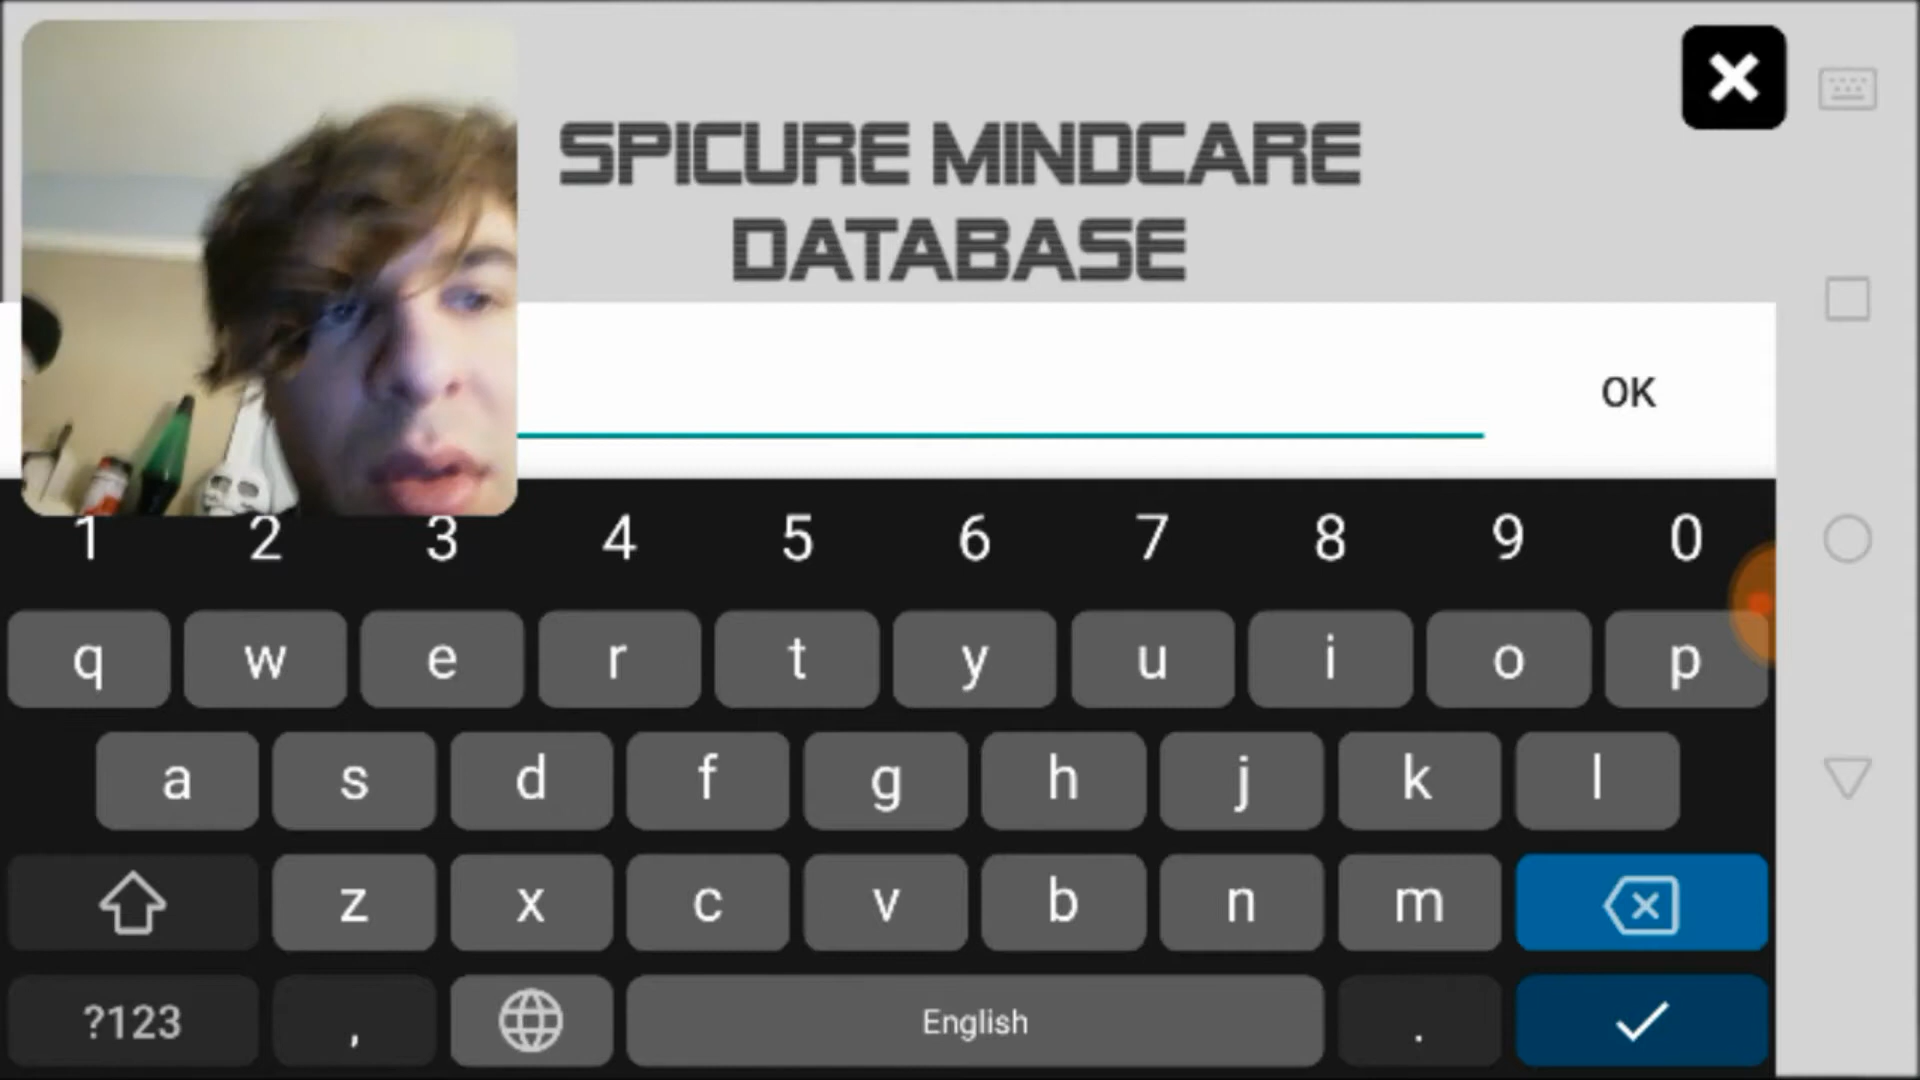 SPICURE MINDCARE
DATABASE
OK
1 2 3 4 5 6 7 8 9 0
q w e r t y u i o p
a s d f g h j k l
z x c v b n m
?123 , English .